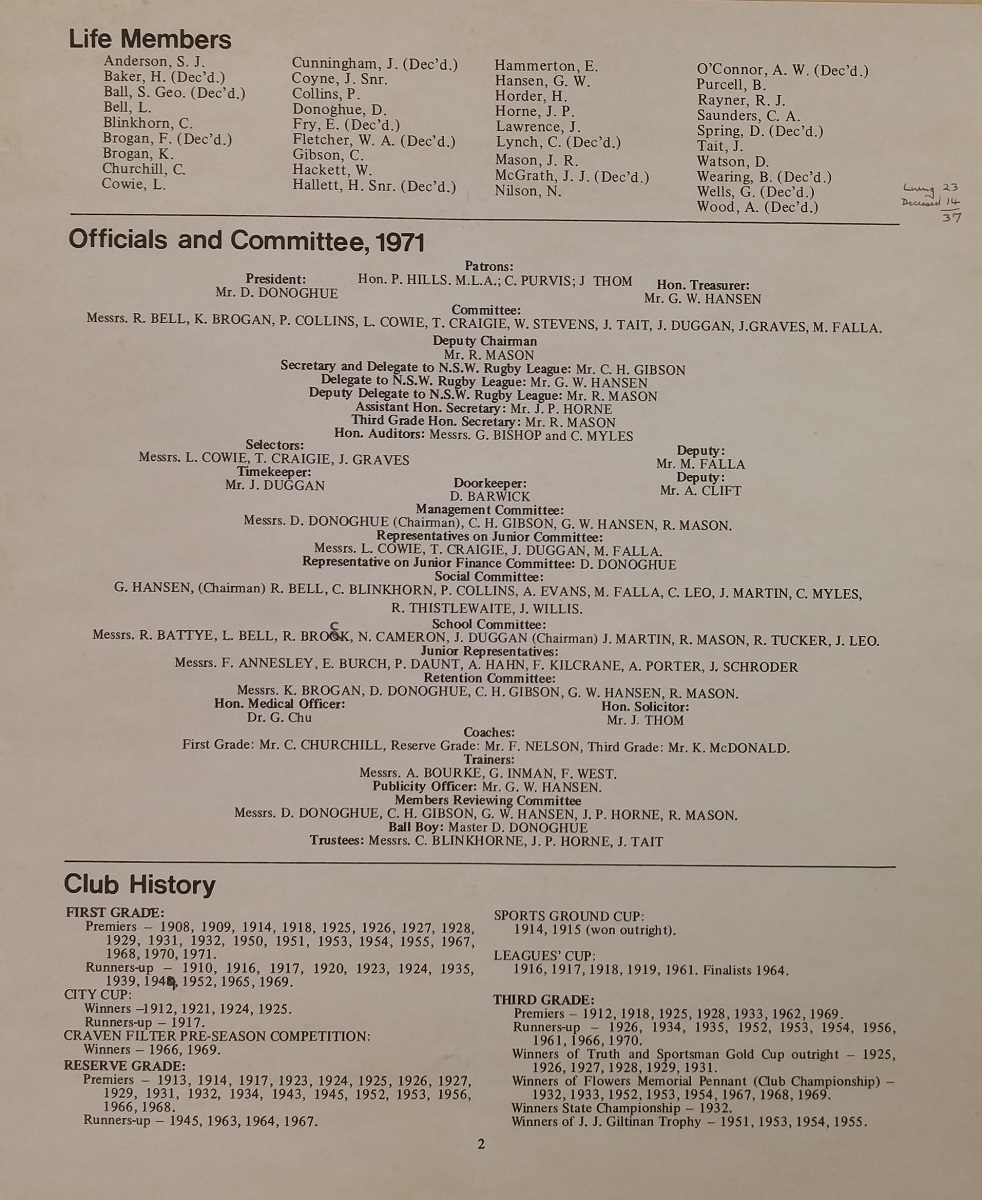 Life Members
Anderson, S. J.
Baker, H. (Dec'd.)
Ball, S. Geo. (Dec'd.)
Bell, L.
Blinkhorn, C.
Brogan, F. (Dec'd.)
Brogan, K.
Churchill, C.
Cowie, L.
Cunningham, J. (Dec'd.)
Coyne, J. Snr.
Collins, P.
Donoghue, D.
Fry, E. (Dec'd.)
Fletcher, W. A. (Dec'd.)
Gibson, C.
Hackett, W.
Hallett, H. Snr. (Dec'd.)
Hammerton, E.
Hansen, G. W.
Horder, H.
Horne, J. P.
Lawrence, J.
Lynch, C. (Dec'd.)
Mason, J. R.
McGrath, J. J. (Dec'd.)
Nilson, N.
O'Connor, A. W. (Dec'd.)
Purcell, B.
Rayner, R. J.
Saunders, C. A.
Spring, D. (Dec'd.)
Tait, J.
Watson, D.
Wearing, B. (Dec'd.)
Wells, G. (Dec'd.)
Wood, A. (Dec'd.)
Living 23
Deceased 14
37
Officials and Committee, 1971
Patrons:
President: Hon. P. HILLS. M.L.A.; C. PURVIS; J THOM Hon. Treasurer:
Mr. D. DONOGHUE Mr. G. W. HANSEN
Committee:
Messrs. R. BELL, K. BROGAN, P. COLLINS, L. COWIE, T. CRAIGIE, W. STEVENS, J. TAIT, J. DUGGAN, J.GRAVES, M. FALLA.
Deputy Chairman
Mr. R. MASON
Secretary and Delegate to N.S.W. Rugby League: Mr. C. H. GIBSON
Delegate to N.S.W. Rugby League: Mr. G. W. HANSEN
Deputy Delegate to N.S.W. Rugby League: Mr. R. MASON
Assistant Hon. Secretary: Mr. J. P. HORNE
Third Grade Hon. Secretary: Mr. R. MASON
Hon. Auditors: Messrs. G. BISHOP and C. MYLES
Selectors: Deputy:
Messrs. L. COWIE, T. CRAIGIE, J. GRAVES Mr. M. FALLA
Timekeeper: Doorkeeper: Deputy:
Mr. J. DUGGAN D. BARWICK Mr. A. CLIFT
Management Committee:
Messrs. D. DONOGHUE (Chairman), C. H. GIBSON, G. W. HANSEN, R. MASON.
Representatives on Junior Committee:
Messrs. L. COWIE, T. CRAIGIE, J. DUGGAN, M. FALLA.
Representative on Junior Finance Committee: D. DONOGHUE
Social Committee:
G. HANSEN, (Chairman) R. BELL, C. BLINKHORN, P. COLLINS, A. EVANS, M. FALLA, C. LEO, J. MARTIN, C. MYLES,
R. THISTLEWAITE, J. WILLIS.
School Committee:
Messrs. R. BATTYE, L. BELL, R. BROCK, N. CAMERON, J. DUGGAN (Chairman) J. MARTIN, R. MASON, R. TUCKER, J. LEO.
Junior Representatives:
Messrs. F. ANNESLEY, E. BURCH, P. DAUNT, A. HAHN, F. KILCRANE, A. PORTER, J. SCHRODER
Retention Committee:
Messrs. K. BROGAN, D. DONOGHUE, C. H. GIBSON, G. W. HANSEN, R. MASON.
Hon. Medical Officer: Hon. Solicitor:
Dr. G. Chu Mr. J. THOM
Coaches:
First Grade: Mr. C. CHURCHILL, Reserve Grade: Mr. F. NELSON, Third Grade: Mr. K. McDONALD.
Trainers:
Messrs. A. BOURKE, G. INMAN, F. WEST.
Publicity Officer: Mr. G. W. HANSEN.
Members Reviewing Committee
Messrs. D. DONOGHUE, C. H. GIBSON, G. W. HANSEN, J. P. HORNE, R. MASON.
Ball Boy: Master D. DONOGHUE
Trustees: Messrs. C. BLINKHORNE, J. P. HORNE, J. TAIT
Club History
FIRST GRADE:
Premiers – 1908, 1909, 1914, 1918, 1925, 1926, 1927, 1928,
1929, 1931, 1932, 1950, 1951, 1953, 1954, 1955, 1967,
1968, 1970, 1971.
Runners-up – 1910, 1916, 1917, 1920, 1923, 1924, 1935,
1939, 1949, 1952, 1965, 1969.
CITY CUP:
Winners –1912, 1921, 1924, 1925.
Runners-up – 1917.
CRAVEN FILTER PRE-SEASON COMPETITION:
Winners – 1966, 1969.
RESERVE GRADE:
Premiers – 1913, 1914, 1917, 1923, 1924, 1925, 1926, 1927,
1929, 1931, 1932, 1934, 1943, 1945, 1952, 1953, 1956,
1966, 1968.
Runners-up – 1945, 1963, 1964, 1967.
SPORTS GROUND CUP:
1914, 1915 (won outright).
LEAGUES' CUP:
1916, 1917, 1918, 1919, 1961. Finalists 1964.
THIRD GRADE:
Premiers – 1912, 1918, 1925, 1928, 1933, 1962, 1969.
Runners-up – 1926, 1934, 1935, 1952, 1953, 1954, 1956,
1961, 1966, 1970.
Winners of Truth and Sportsman Gold Cup outright – 1925,
1926, 1927, 1928, 1929, 1931.
Winners of Flowers Memorial Pennant (Club Championship) –
1932, 1933, 1952, 1953, 1954, 1967, 1968, 1969.
Winners State Championship – 1932.
Winners of J. J. Giltinan Trophy – 1951, 1953, 1954, 1955.
2